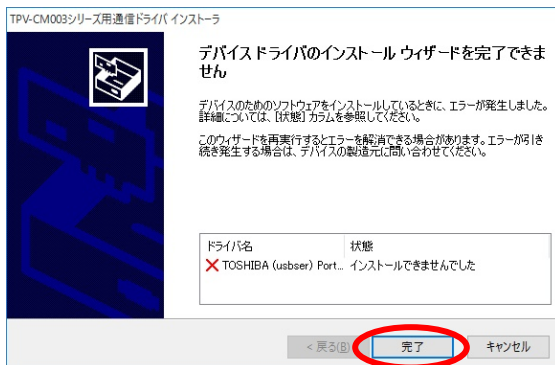 TPV-CM003シリーズ用通信ドライバ インストーラ
デバイス ドライバのインストール ウィザードを完了できま
せん
デバイスのためのソフトウェアをインストールしているときに、エラーが発生しました。
詳細については、[状態] カラムを参照してください。
このウィザードを再実行するとエラーを解消できる場合があります。エラーが引き
続き発生する場合は、デバイスの製造元に問い合わせてください。
ドライバ名 状態
TOSHIBA (usbser) Port... インストールできませんでした
< 戻る(B) 完了 キャンセル